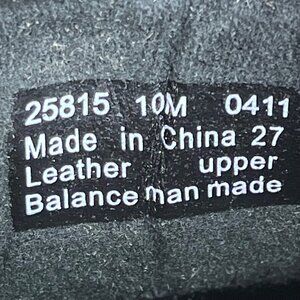 25815 10M 0411
Made in China 27
Leather upper
Balance man made